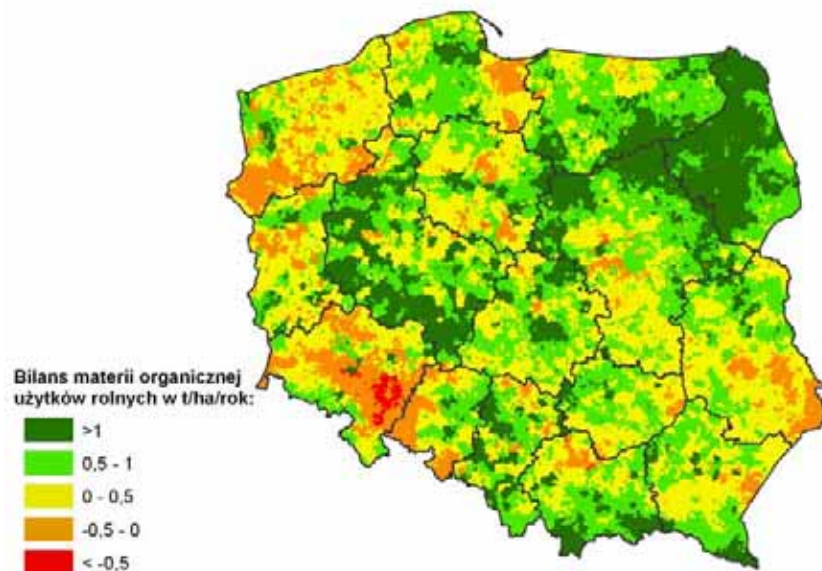 Bilans materii organicznej
użytków rolnych w t/ha/rok:
>1
0,5 - 1
0 - 0,5
-0,5 - 0
< -0,5